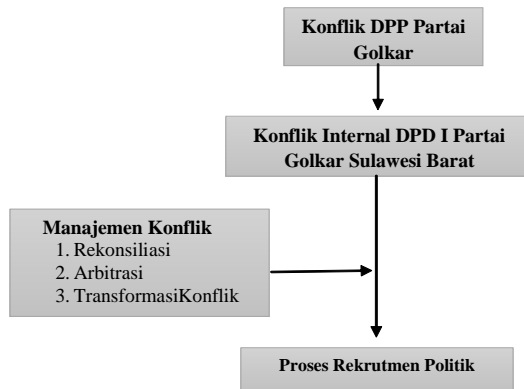 Konflik DPP Partai
Golkar
Konflik Internal DPD I Partai
Golkar Sulawesi Barat
Manajemen Konflik
1. Rekonsiliasi
2. Arbitrasi
3. TransformasiKonflik
Proses Rekrutmen Politik